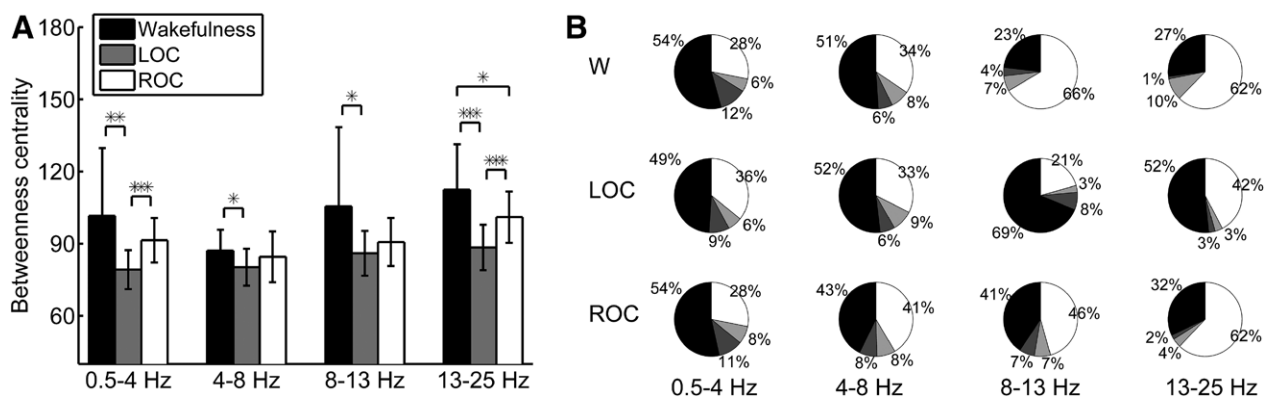 A
Betweenness centrality
180
150
120
90
60
Wakefulness
LOC
ROC
**
***
*
*
*
***
***
0.5-4 Hz 4-8 Hz 8-13 Hz 13-25 Hz
B
W
54% 28% 6% 12%
51% 34% 8% 6%
23% 4% 7% 66%
27% 1% 10% 62%
LOC
49% 36% 6% 9%
52% 33% 9% 6%
21% 3% 8% 69%
52% 42% 3% 3%
ROC
54% 28% 8% 11%
43% 41% 8% 8%
41% 46% 7% 7%
32% 2% 4% 62%
0.5-4 Hz 4-8 Hz 8-13 Hz 13-25 Hz